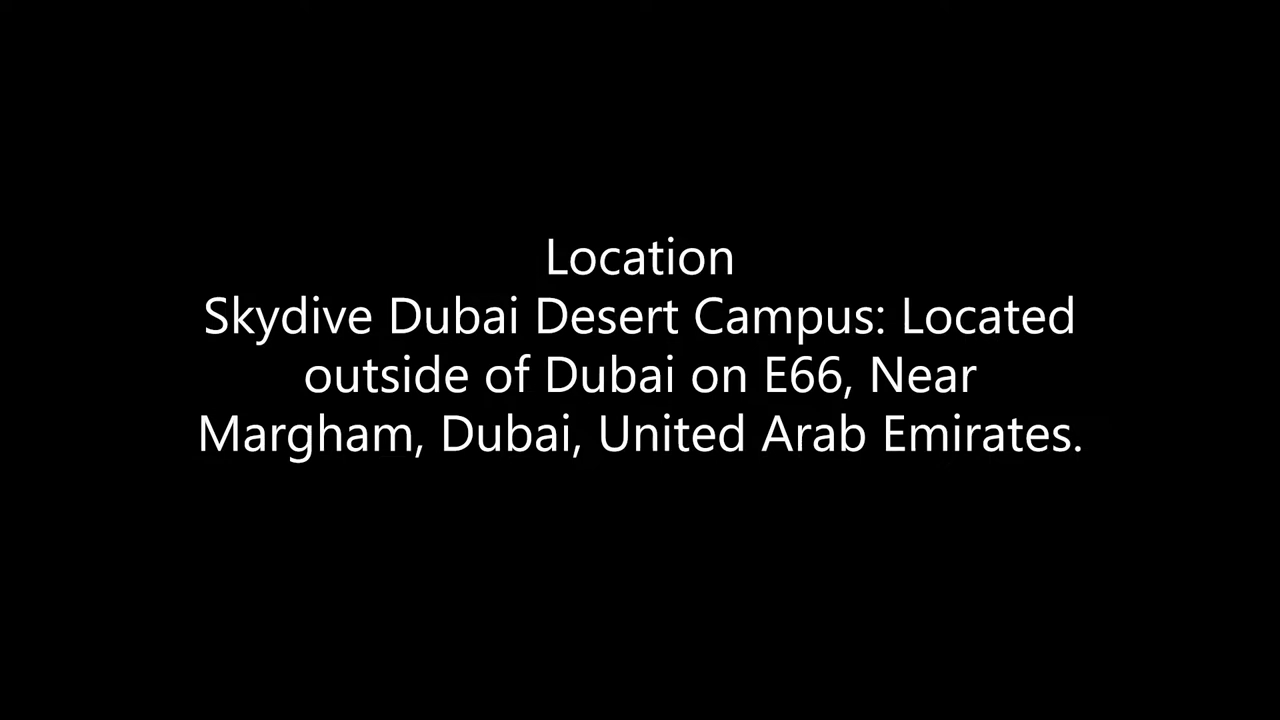 Location
Skydive Dubai Desert Campus: Located
outside of Dubai on E66, Near
Margham, Dubai, United Arab Emirates.